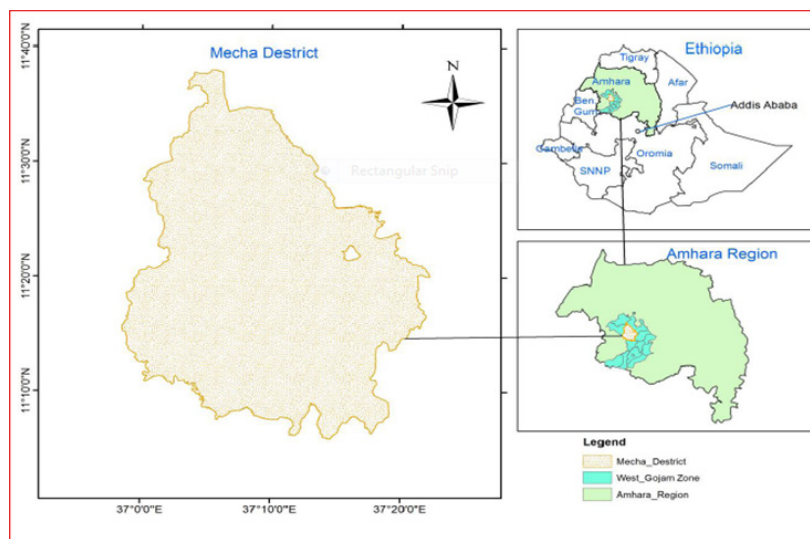 Mecha Destrict
N
11°40'N
11°30'0"N
11°20'0"N
11°10'0"N
37°0'0"E
37°10'0"E
37°20'0"E
Rectangular Snip
Ethiopia
Tigray
Amhara
Afar
Ben
Gum
Addis Ababa
Gambella
Oromia
SNNP
Somali
Amhara Region
Legend
Mecha_Destrict
West_Gojam Zone
Amhara_Region